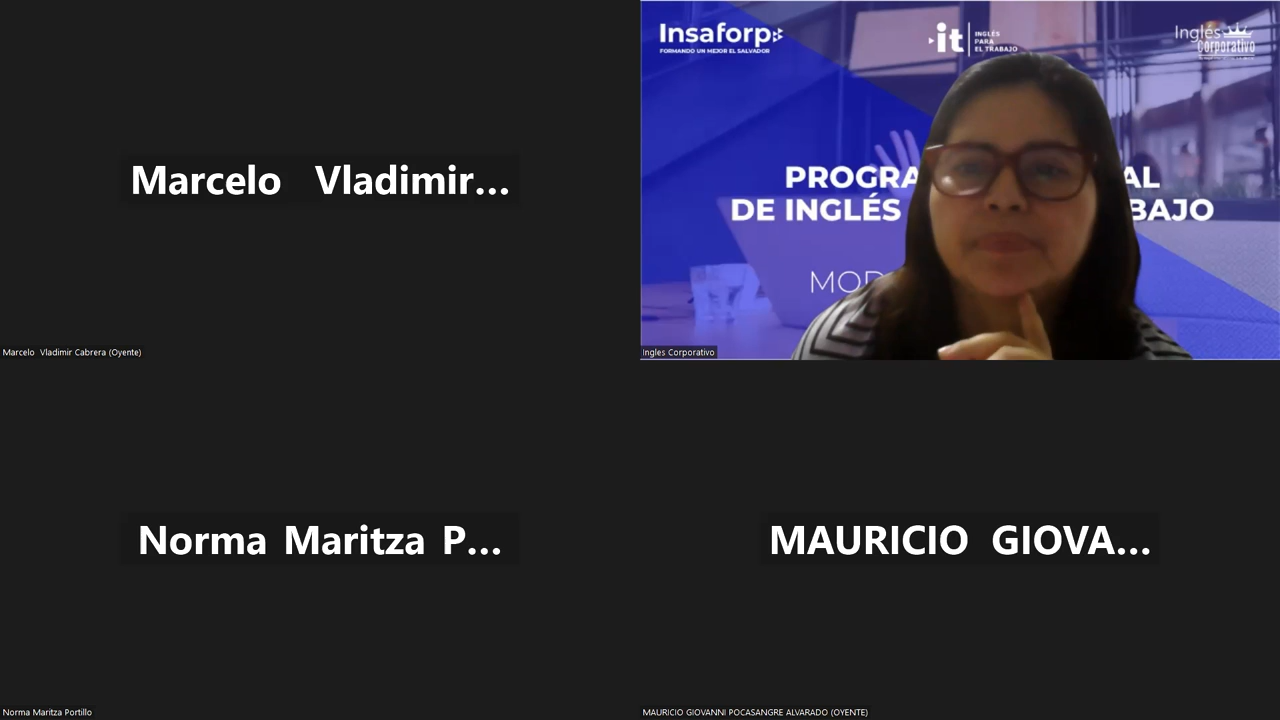 Marcelo Vladimir...
Marcelo Vladimir Cabrera (Oyente)
Insaforp
FORMANDO UN MEJOR EL SALVADOR
it
INGLÉS
PARA
EL TRABAJO
Inglés
Corporativo
PROGRA AL
DE INGLÉS BAJO
MOD
Ingles Corporativo
Norma Maritza P...
Norma Maritza Portillo
MAURICIO GIOVA...
MAURICIO GIOVANNI POCASANGRE ALVARADO (OYENTE)